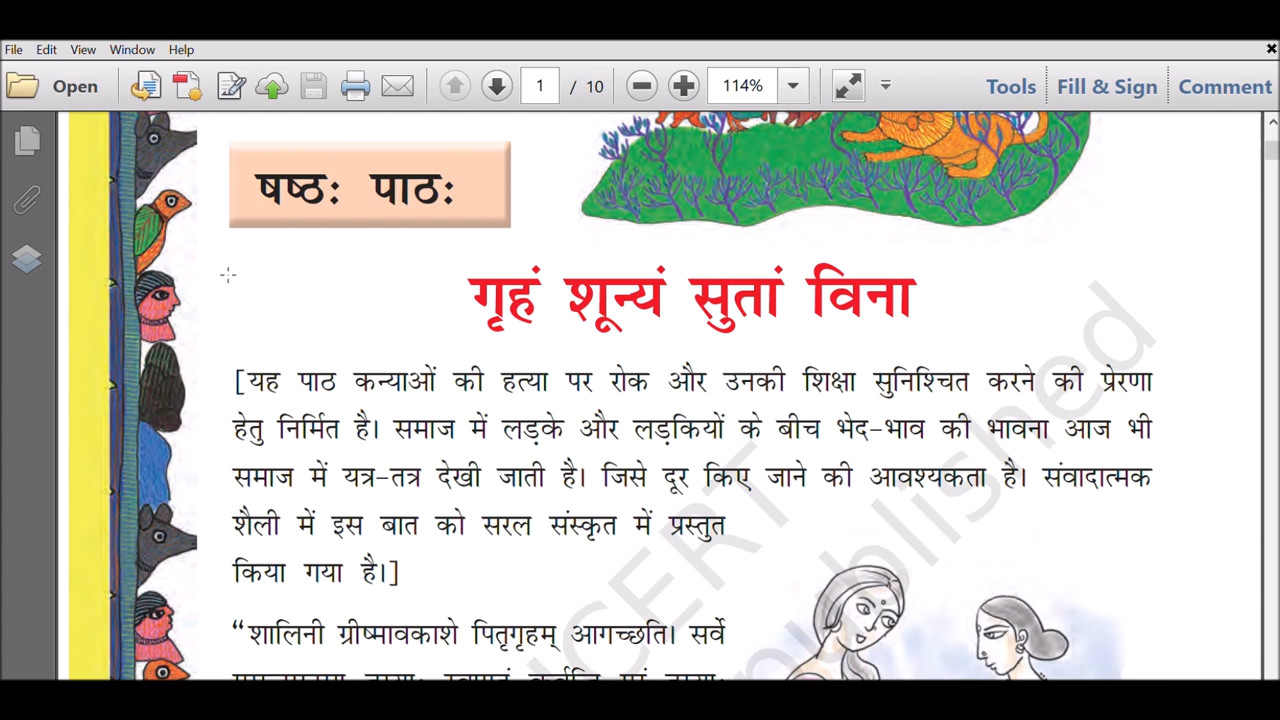 File Edit View Window Help
Open 1 / 10 114% Tools Fill & Sign Comment
षष्ठः पाठः
गृहं शून्यं सुतां विना
[यह पाठ कन्याओं की हत्या पर रोक और उनकी शिक्षा सुनिश्चित करने की प्रेरणा
हेतु निर्मित है। समाज में लड़के और लड़कियों के बीच भेद-भाव की भावना आज भी
समाज में यत्र-तत्र देखी जाती है। जिसे दूर किए जाने की आवश्यकता है। संवादात्मक
शैली में इस बात को सरल संस्कृत में प्रस्तुत
किया गया है।]
“शालिनी ग्रीष्मावकाशे पितृगृहम् आगच्छति। सर्वे
NCERT
published